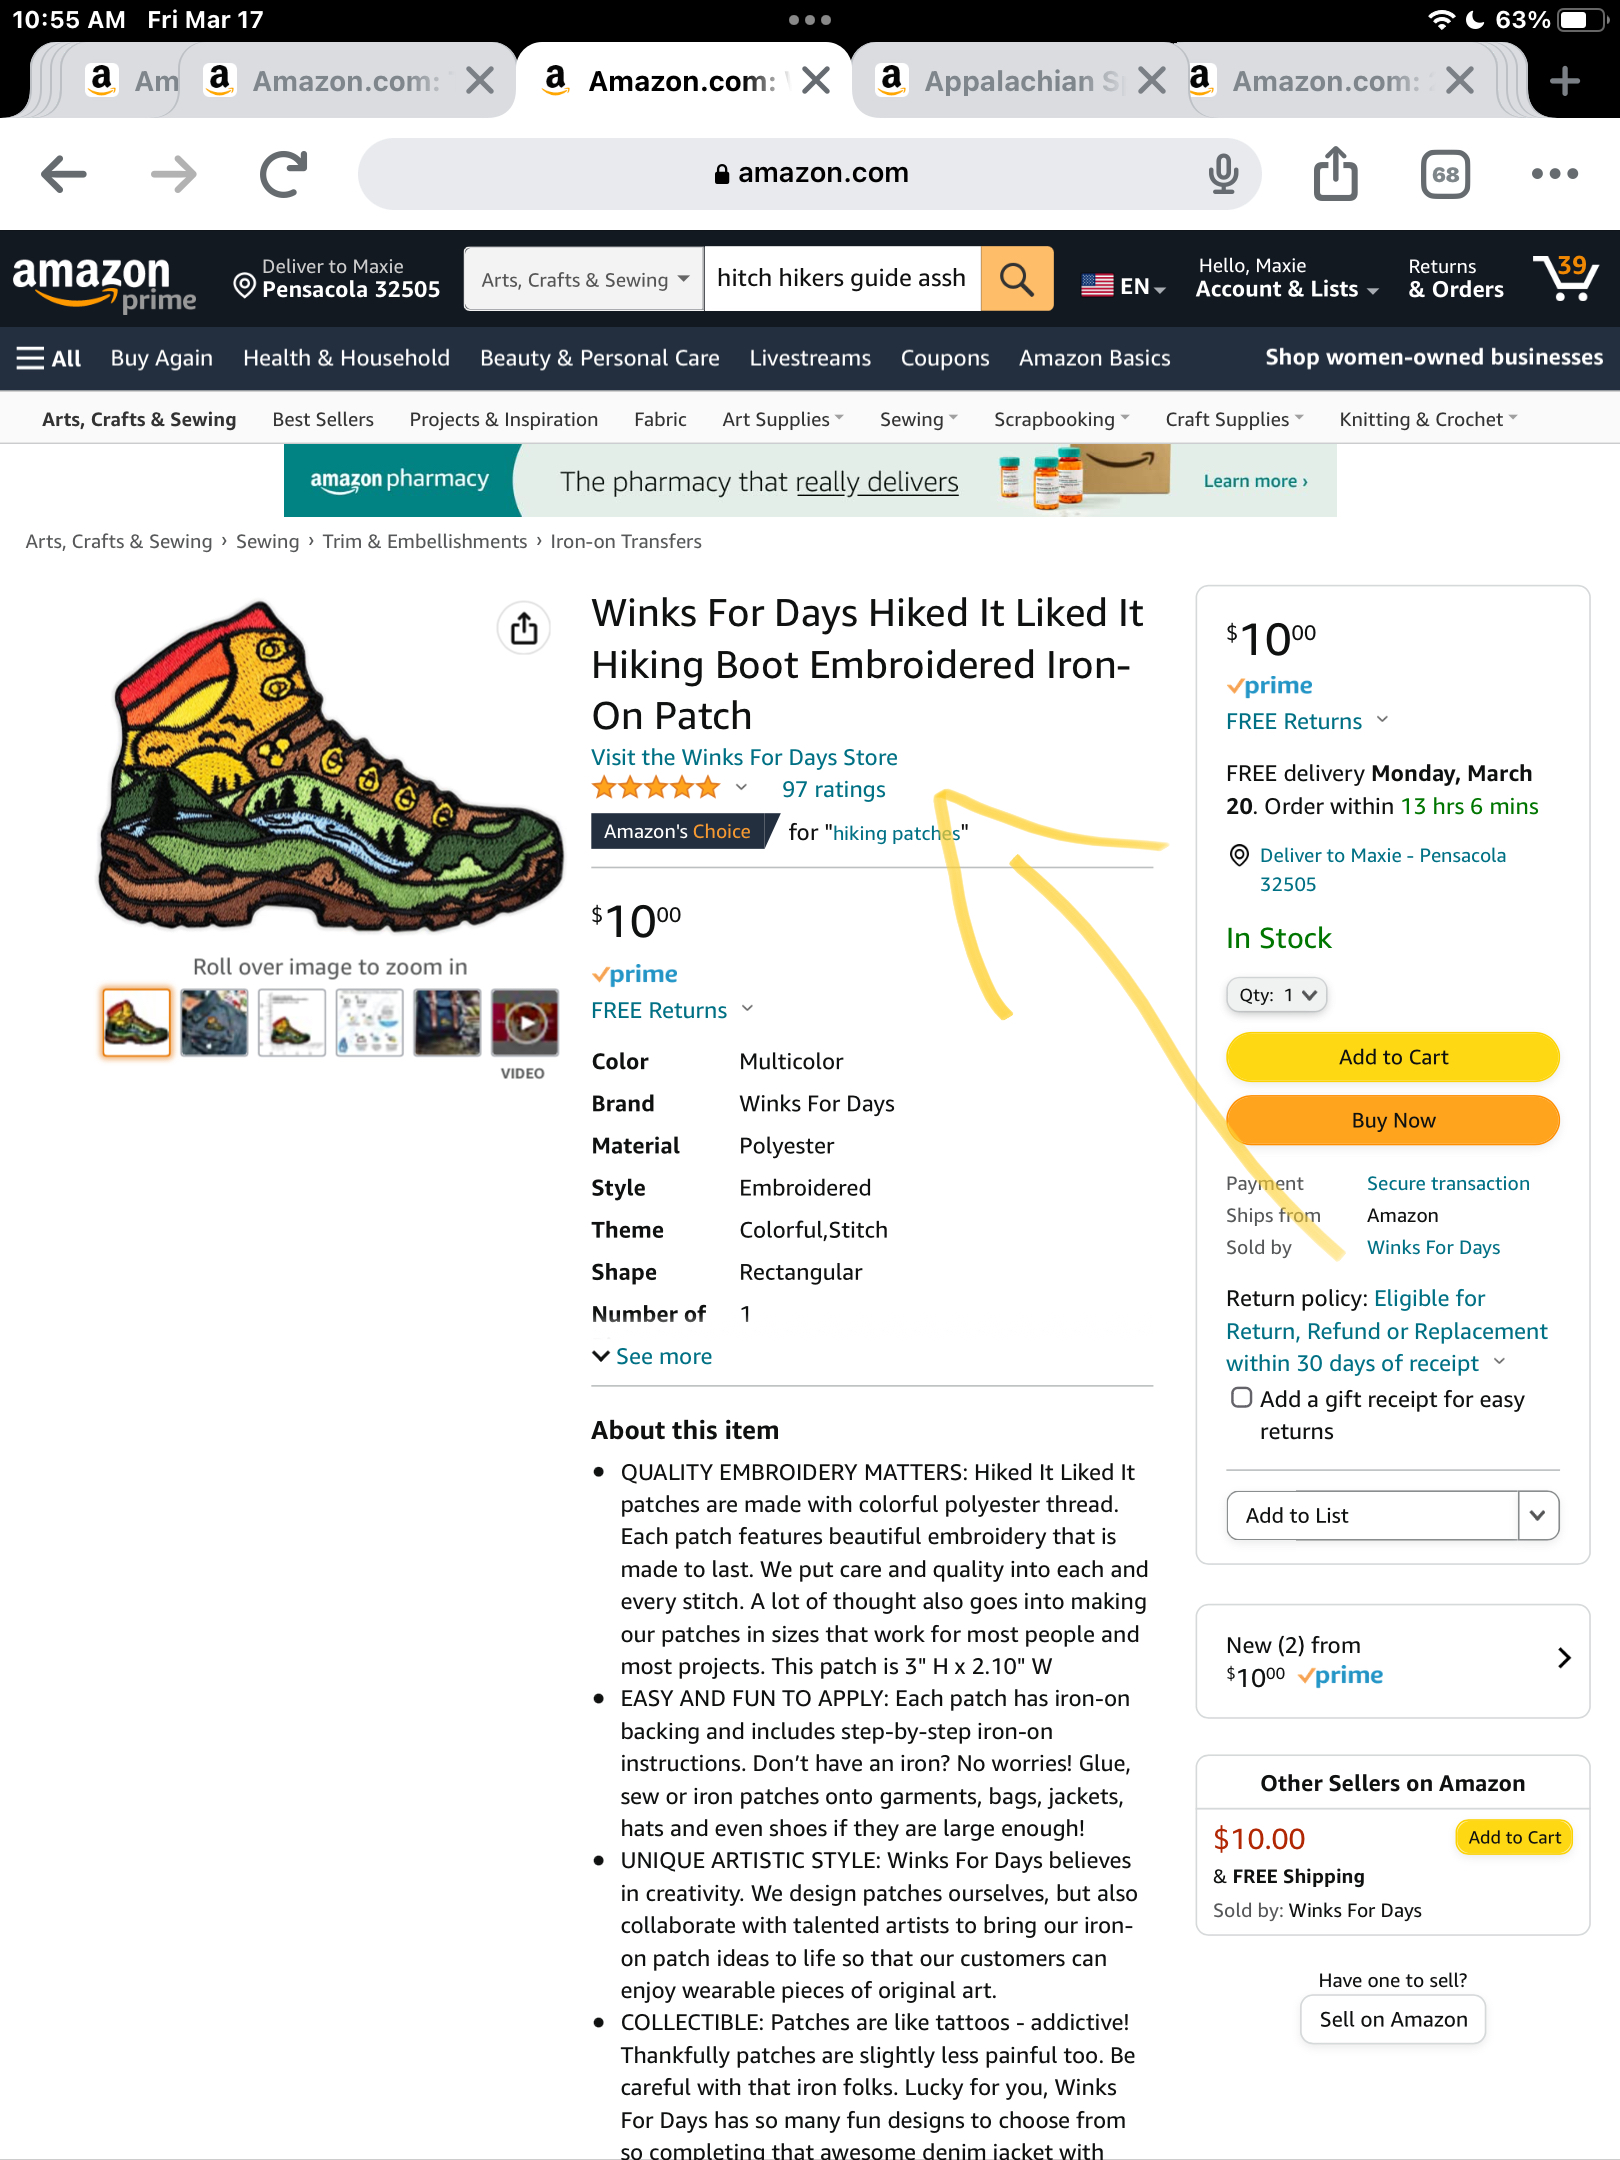 10:55 AM Fri Mar 17
63%
Am
Amazon.com:
Amazon.com:
Appalachian S
Amazon.com:
amazon.com
68
amazon prime
Deliver to Maxie
Pensacola 32505
Arts, Crafts & Sewing
hitch hikers guide assh
EN
Hello, Maxie
Account & Lists
Returns
& Orders
39
All Buy Again Health & Household Beauty & Personal Care Livestreams Coupons Amazon Basics Shop women-owned businesses
Arts, Crafts & Sewing Best Sellers Projects & Inspiration Fabric Art Supplies Sewing Scrapbooking Craft Supplies Knitting & Crochet
amazon pharmacy The pharmacy that really delivers Learn more ›
Arts, Crafts & Sewing › Sewing › Trim & Embellishments › Iron-on Transfers
Roll over image to zoom in
VIDEO
Winks For Days Hiked It Liked It
Hiking Boot Embroidered Iron-
On Patch
Visit the Winks For Days Store
97 ratings
Amazon's Choice for "hiking patches"
$10 00
prime
FREE Returns
Color Multicolor
Brand Winks For Days
Material Polyester
Style Embroidered
Theme Colorful,Stitch
Shape Rectangular
Number of 1
See more
About this item
• QUALITY EMBROIDERY MATTERS: Hiked It Liked It
patches are made with colorful polyester thread.
Each patch features beautiful embroidery that is
made to last. We put care and quality into each and
every stitch. A lot of thought also goes into making
our patches in sizes that work for most people and
most projects. This patch is 3" H x 2.10" W
• EASY AND FUN TO APPLY: Each patch has iron-on
backing and includes step-by-step iron-on
instructions. Don’t have an iron? No worries! Glue,
sew or iron patches onto garments, bags, jackets,
hats and even shoes if they are large enough!
• UNIQUE ARTISTIC STYLE: Winks For Days believes
in creativity. We design patches ourselves, but also
collaborate with talented artists to bring our iron-
on patch ideas to life so that our customers can
enjoy wearable pieces of original art.
• COLLECTIBLE: Patches are like tattoos - addictive!
Thankfully patches are slightly less painful too. Be
careful with that iron folks. Lucky for you, Winks
For Days has so many fun designs to choose from
so completing that awesome denim jacket with
$10 00
prime
FREE Returns
FREE delivery Monday, March
20. Order within 13 hrs 6 mins
Deliver to Maxie - Pensacola
32505
In Stock
Qty: 1
Add to Cart
Buy Now
Payment Secure transaction
Ships from Amazon
Sold by Winks For Days
Return policy: Eligible for
Return, Refund or Replacement
within 30 days of receipt
Add a gift receipt for easy
returns
Add to List
New (2) from
$10 00 prime
Other Sellers on Amazon
$10.00 Add to Cart
& FREE Shipping
Sold by: Winks For Days
Have one to sell?
Sell on Amazon